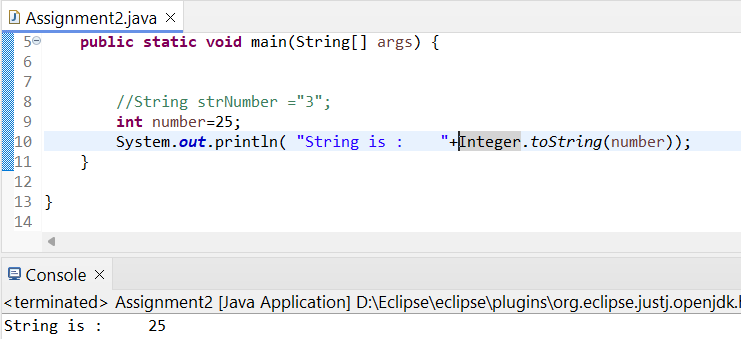 Assignment2.java
5 public static void main(String[] args) {
6
7
8 //String strNumber ="3";
9 int number=25;
10 System.out.println( "String is :    "+Integer.toString(number));
11 }
12
13 }
14
Console
<terminated> Assignment2 [Java Application] D:\Eclipse\eclipse\plugins\org.eclipse.justj.openjdk.
String is :    25